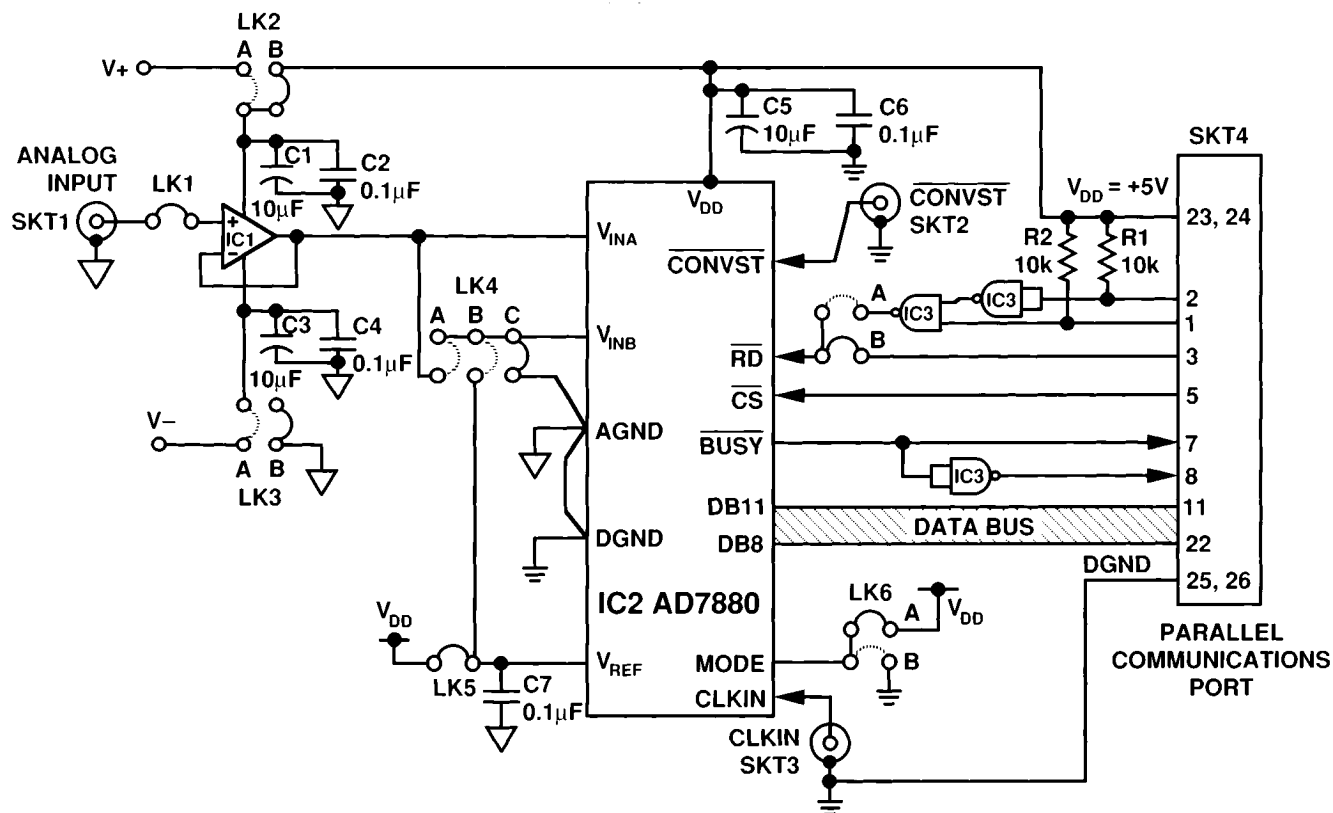 LK2
A B
V+
C5
10µF
C6
0.1µF
SKT4
ANALOG
INPUT
LK1
SKT1
C1
10µF
C2
0.1µF
+
IC1
–
V_DD
CONVST
SKT2
V_DD = +5V
23, 24
R2
10k
R1
10k
V_INA
CONVST
LK4
A B C
C3
10µF
C4
0.1µF
V_INB
A
IC3
IC3
2
1
RD
B
3
CS
5
V–
A B
LK3
AGND
BUSY
7
IC3
8
DB11
DATA BUS
11
DGND
DB8
22
DGND
25, 26
IC2 AD7880
LK6
A
V_DD
B
V_DD
LK5
C7
0.1µF
V_REF
MODE
CLKIN
CLKIN
SKT3
PARALLEL
COMMUNICATIONS
PORT